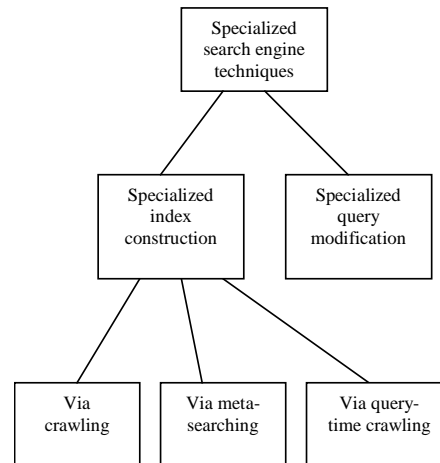 Specialized
search engine
techniques
Specialized
index
construction
Specialized
query
modification
Via
crawling
Via meta-
searching
Via query-
time crawling